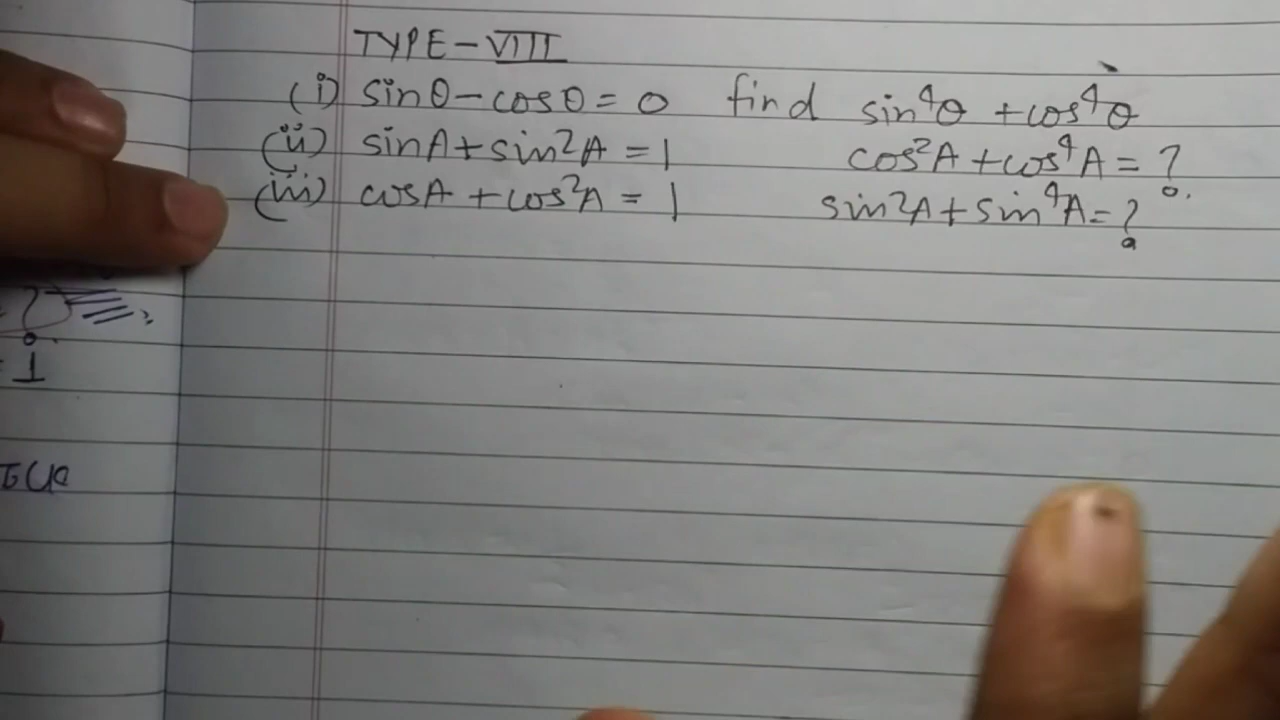 TYPE-VIII
(i) sinθ-cosθ=0 find sin⁴θ +cos⁴θ
(ii) sinA+sin²A=1 cos²A+cos⁴A=?
(iii) cosA+cos²A=1 sin²A+sin⁴A=?